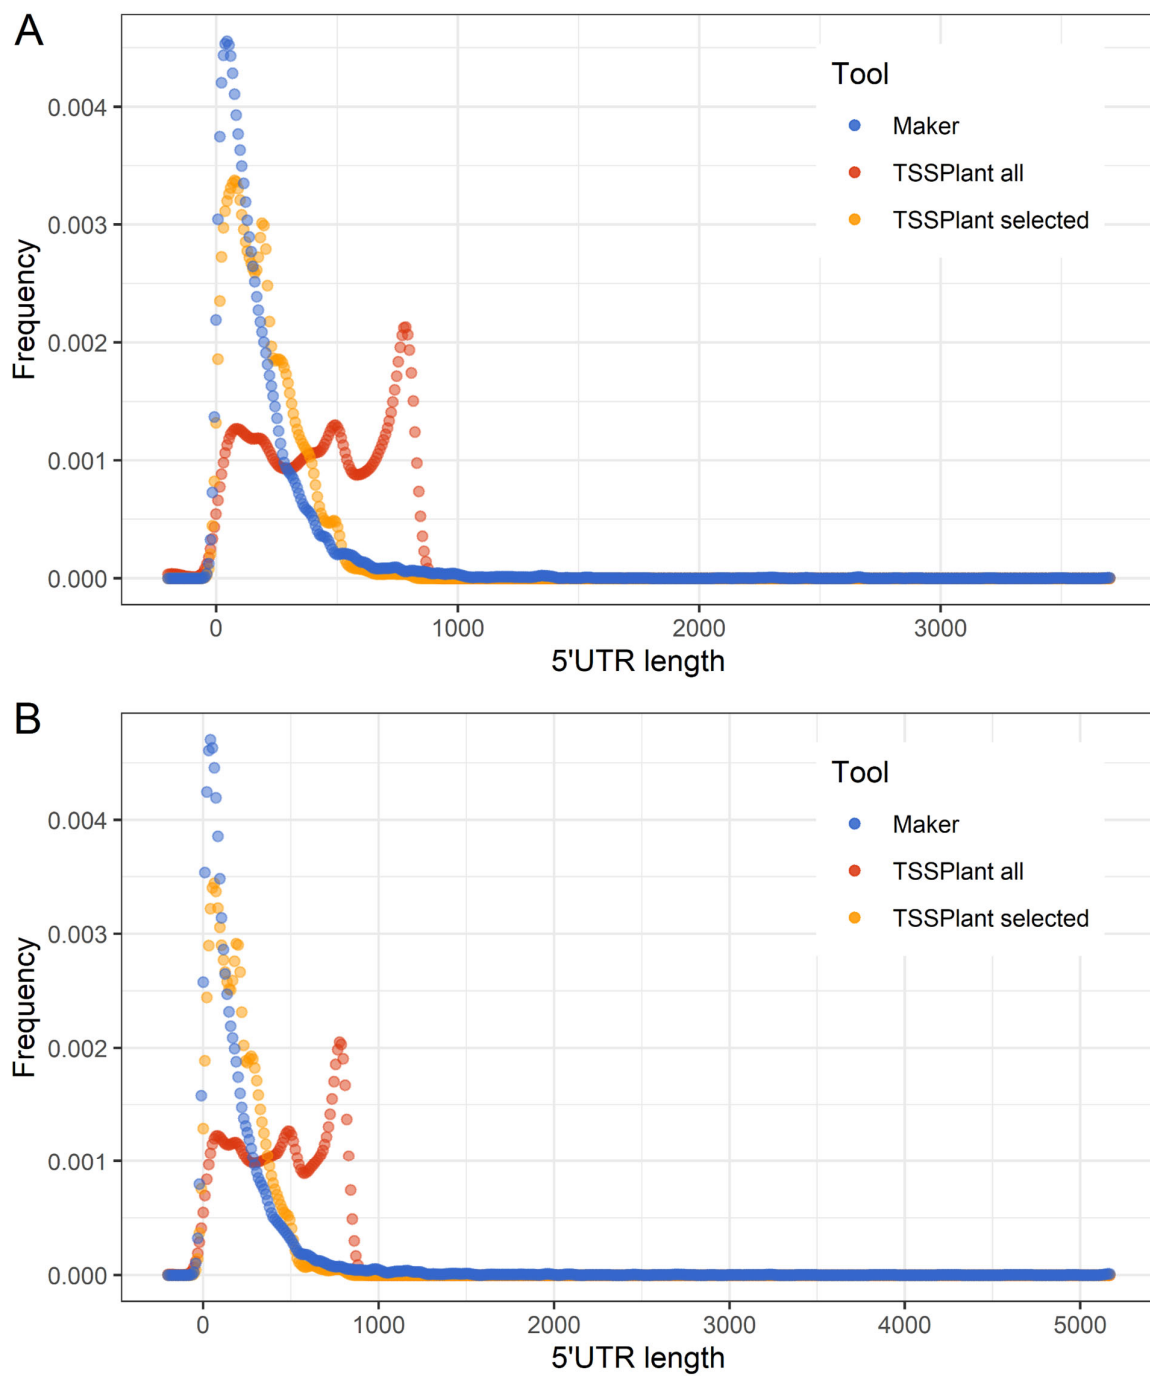 A
Tool
Maker
TSSPlant all
TSSPlant selected
Frequency
0.004
0.003
0.002
0.001
0.000
0 1000 2000 3000
5'UTR length
B
Tool
Maker
TSSPlant all
TSSPlant selected
Frequency
0.004
0.003
0.002
0.001
0.000
0 1000 2000 3000 4000 5000
5'UTR length